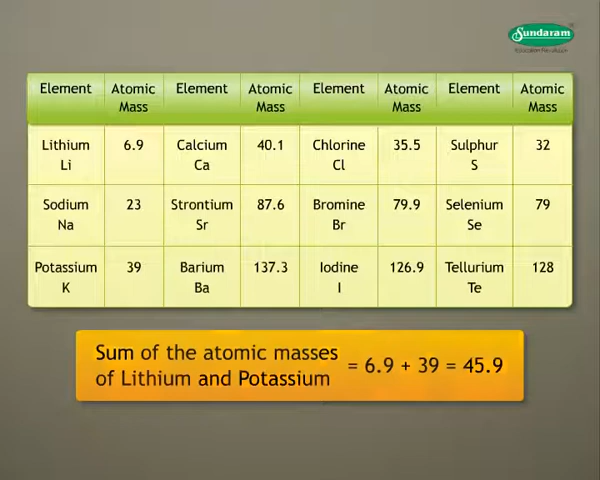 Sundaram
Element Atomic Mass Element Atomic Mass Element Atomic Mass Element Atomic Mass
Lithium Li 6.9 Calcium Ca 40.1 Chlorine Cl 35.5 Sulphur S 32
Sodium Na 23 Strontium Sr 87.6 Bromine Br 79.9 Selenium Se 79
Potassium K 39 Barium Ba 137.3 Iodine I 126.9 Tellurium Te 128
Sum of the atomic masses
of Lithium and Potassium = 6.9 + 39 = 45.9